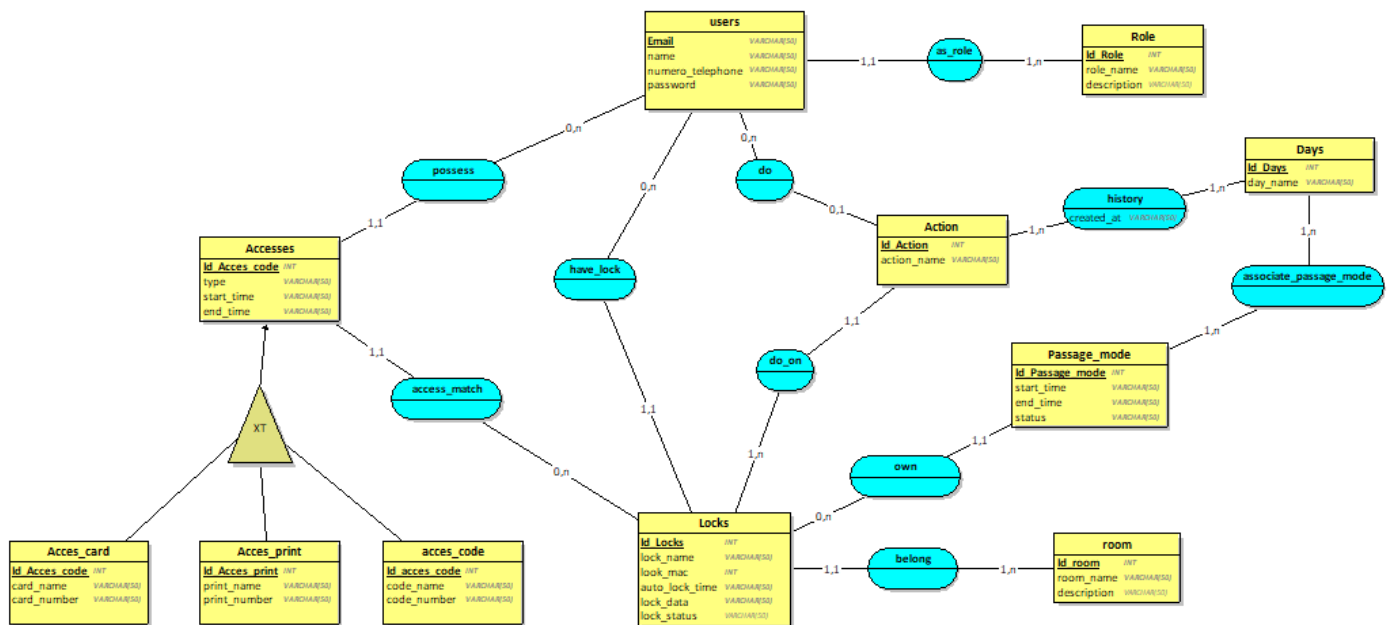 users
Email VARCHAR(50)
name VARCHAR(50)
numero_telephone VARCHAR(50)
password VARCHAR(50)
1,1
as_role
1,n
Role
Id_Role INT
role_name VARCHAR(50)
description VARCHAR(50)
0,n
possess
1,1
0,n
have_lock
1,1
0,n
do
0,1
Action
Id_Action INT
action_name VARCHAR(50)
1,n
history
created_at VARCHAR(50)
1,n
Days
Id_Days INT
day_name VARCHAR(50)
1,n
associate_passage_mode
1,n
Accesses
Id_Acces_code INT
type VARCHAR(50)
start_time VARCHAR(50)
end_time VARCHAR(50)
1,1
access_match
0,n
1,1
do_on
1,n
Passage_mode
Id_Passage_mode INT
start_time VARCHAR(50)
end_time VARCHAR(50)
status VARCHAR(50)
1,1
own
0,n
XT
Acces_card
Id_Acces_code INT
card_name VARCHAR(50)
card_number VARCHAR(50)
Acces_print
Id_Acces_print INT
print_name VARCHAR(50)
print_number VARCHAR(50)
acces_code
Id_acces_code INT
code_name VARCHAR(50)
code_number VARCHAR(50)
Locks
Id_Locks INT
lock_name VARCHAR(50)
look_mac INT
auto_lock_time VARCHAR(50)
lock_data VARCHAR(50)
lock_status VARCHAR(50)
1,1
belong
1,n
room
Id_room INT
room_name VARCHAR(50)
description VARCHAR(50)